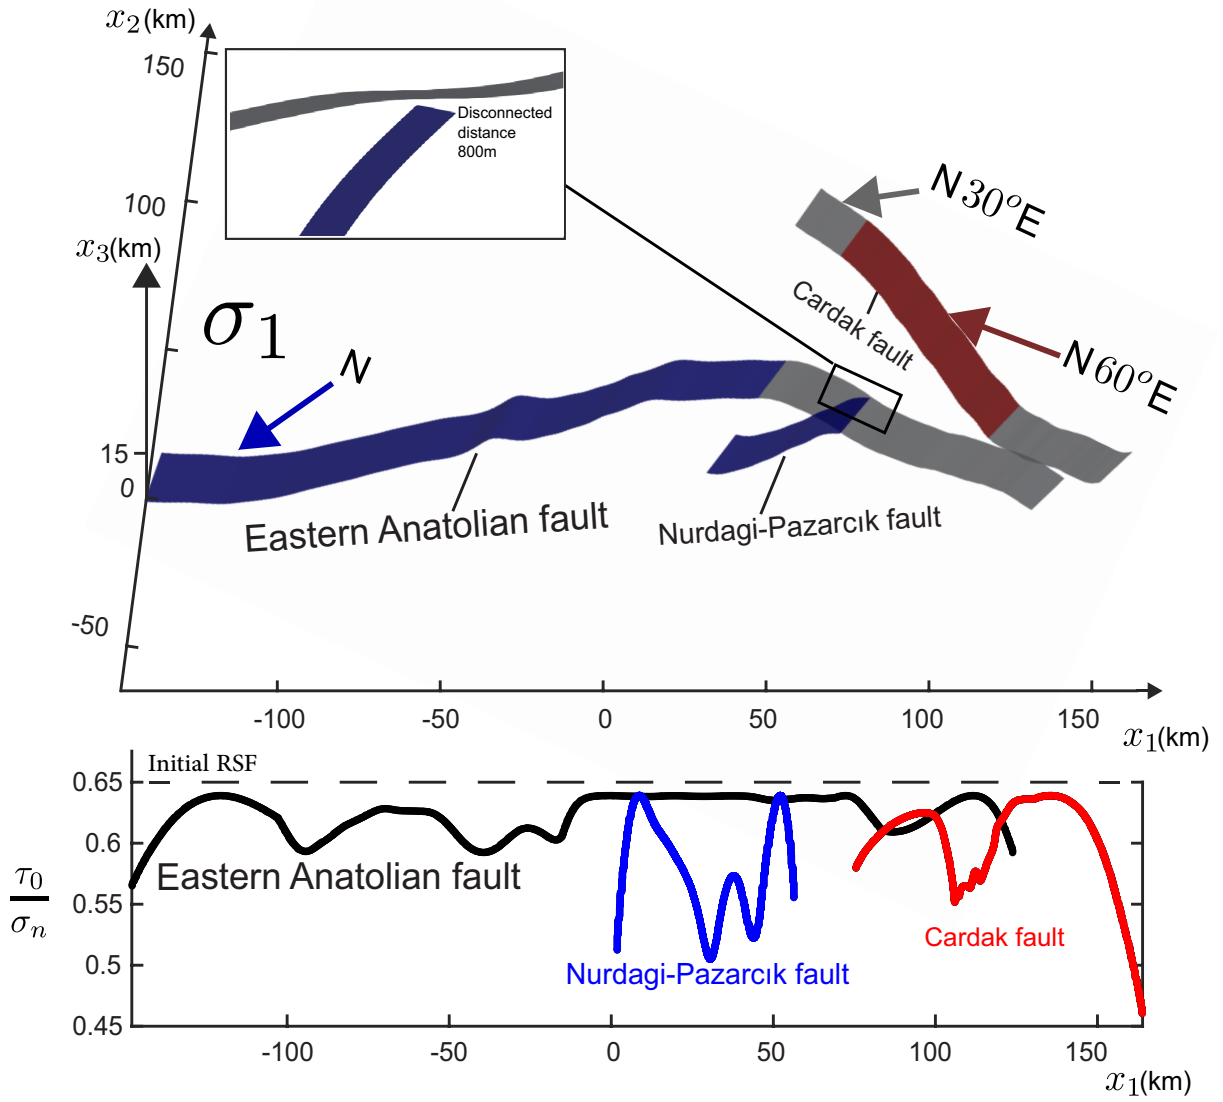 x₂(km)
150
Disconnected
distance
800m
100
N30°E
x₃(km)
σ₁
Cardak fault
N
N60°E
15
0
Eastern Anatolian fault
Nurdagi-Pazarcık fault
-50
-100
-50
0
50
100
150
x₁(km)
Initial RSF
0.65
0.6
Eastern Anatolian fault
τ₀
σₙ
0.55
Cardak fault
0.5
Nurdagi-Pazarcık fault
0.45
-100
-50
0
50
100
150
x₁(km)